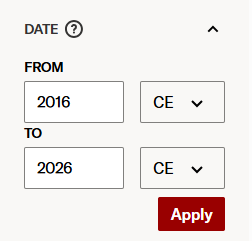 DATE ?
FROM
2016 CE
TO
2026 CE
Apply